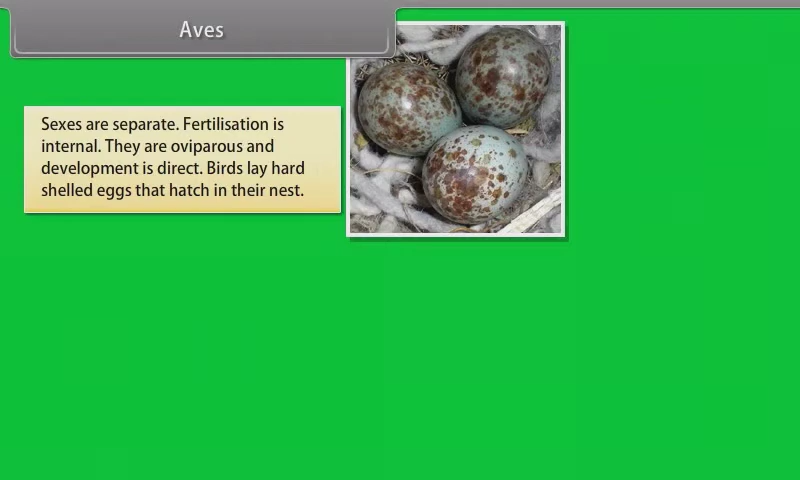 Aves
Sexes are separate. Fertilisation is
internal. They are oviparous and
development is direct. Birds lay hard
shelled eggs that hatch in their nest.